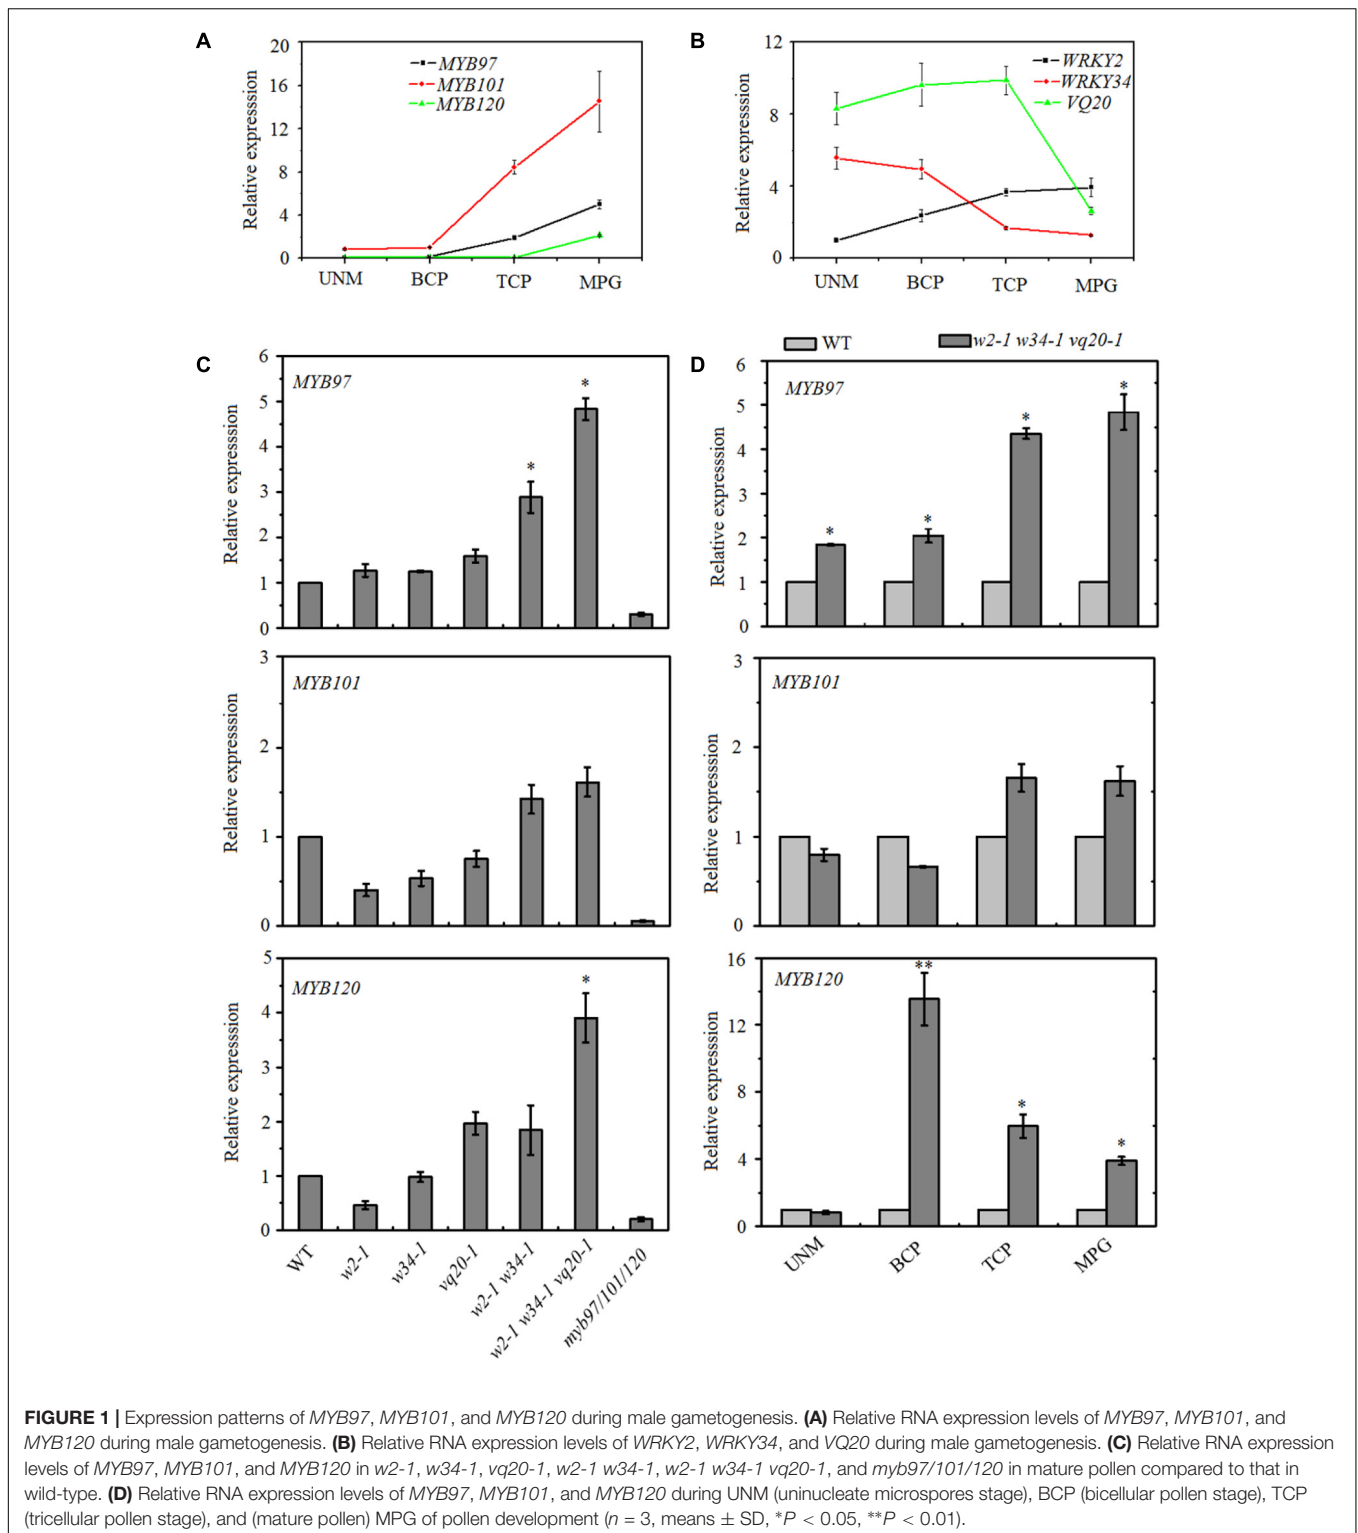 A
Relative expresssion
20
16
12
8
4
0
MYB97
MYB101
MYB120
UNM BCP TCP MPG
B
Relative expresssion
12
8
4
0
WRKY2
WRKY34
VQ20
UNM BCP TCP MPG
C
Relative expresssion
6
5
4
3
2
1
0
MYB97
*
*
Relative expresssion
3
2
1
0
MYB101
Relative expresssion
5
4
3
2
1
0
MYB120
*
WT w2-1 w34-1 vq20-1 w2-1 w34-1 w2-1 w34-1 vq20-1 myb97/101/120
WT w2-1 w34-1 vq20-1
D
Relative expresssion
6
5
4
3
2
1
0
MYB97
* * * *
Relative expresssion
3
2
1
0
MYB101
Relative expresssion
16
12
8
4
0
MYB120
** * *
UNM BCP TCP MPG
FIGURE 1 | Expression patterns of MYB97, MYB101, and MYB120 during male gametogenesis. (A) Relative RNA expression levels of MYB97, MYB101, and
MYB120 during male gametogenesis. (B) Relative RNA expression levels of WRKY2, WRKY34, and VQ20 during male gametogenesis. (C) Relative RNA expression
levels of MYB97, MYB101, and MYB120 in w2-1, w34-1, vq20-1, w2-1 w34-1, w2-1 w34-1 vq20-1, and myb97/101/120 in mature pollen compared to that in
wild-type. (D) Relative RNA expression levels of MYB97, MYB101, and MYB120 during UNM (uninucleate microspores stage), BCP (bicellular pollen stage), TCP
(tricellular pollen stage), and (mature pollen) MPG of pollen development (n = 3, means ± SD, *P < 0.05, **P < 0.01).